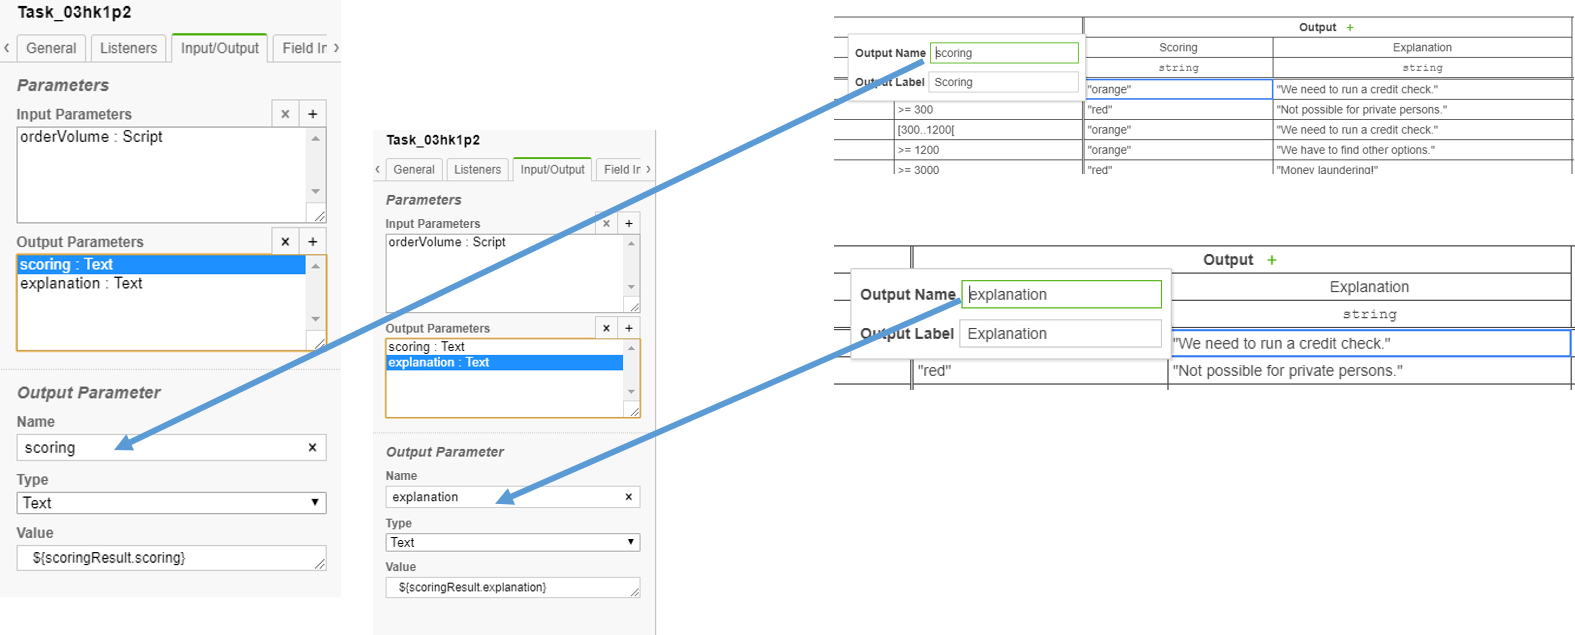 Task_03hk1p2
‹ General Listeners Input/Output Field Ir ›
Parameters
Input Parameters × +
orderVolume : Script
Output Parameters × +
scoring : Text
explanation : Text
Output Parameter
Name
scoring ×
Type
Text
Value
${scoringResult.scoring}
Task_03hk1p2
‹ General Listeners Input/Output Field Ir ›
Parameters
Input Parameters × +
orderVolume : Script
Output Parameters × +
scoring : Text
explanation : Text
Output Parameter
Name
explanation ×
Type
Text
Value
${scoringResult.explanation}
Output +
Output Name scoring
Output Label Scoring
Scoring Explanation
string string
"orange" "We need to run a credit check."
>= 300 "red" "Not possible for private persons."
[300..1200[ "orange" "We need to run a credit check."
>= 1200 "orange" "We have to find other options."
>= 3000 "red" "Money laundering!"
Output +
Output Name explanation
Output Label Explanation
Explanation
string
"We need to run a credit check."
"red" "Not possible for private persons."